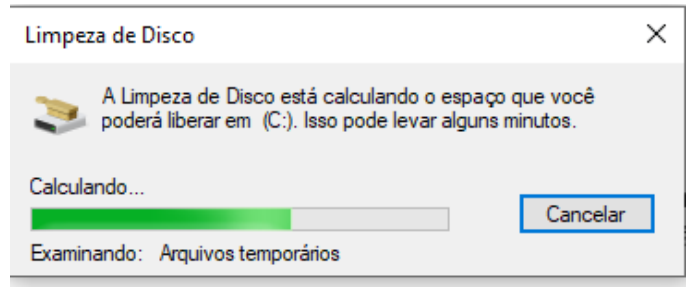 Limpeza de Disco
A Limpeza de Disco está calculando o espaço que você
poderá liberar em  (C:). Isso pode levar alguns minutos.
Calculando...
Cancelar
Examinando:   Arquivos temporários